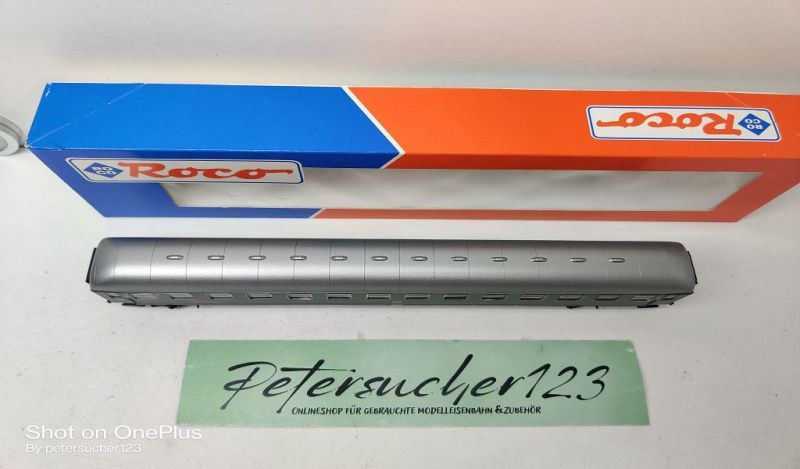 RO
CO
Roco
RO
CO
Roco
Petersucher123
ONLINESHOP FÜR GEBRAUCHTE MODELLEISENBAHN & ZUBEHÖR
Shot on OnePlus
By petersucher123